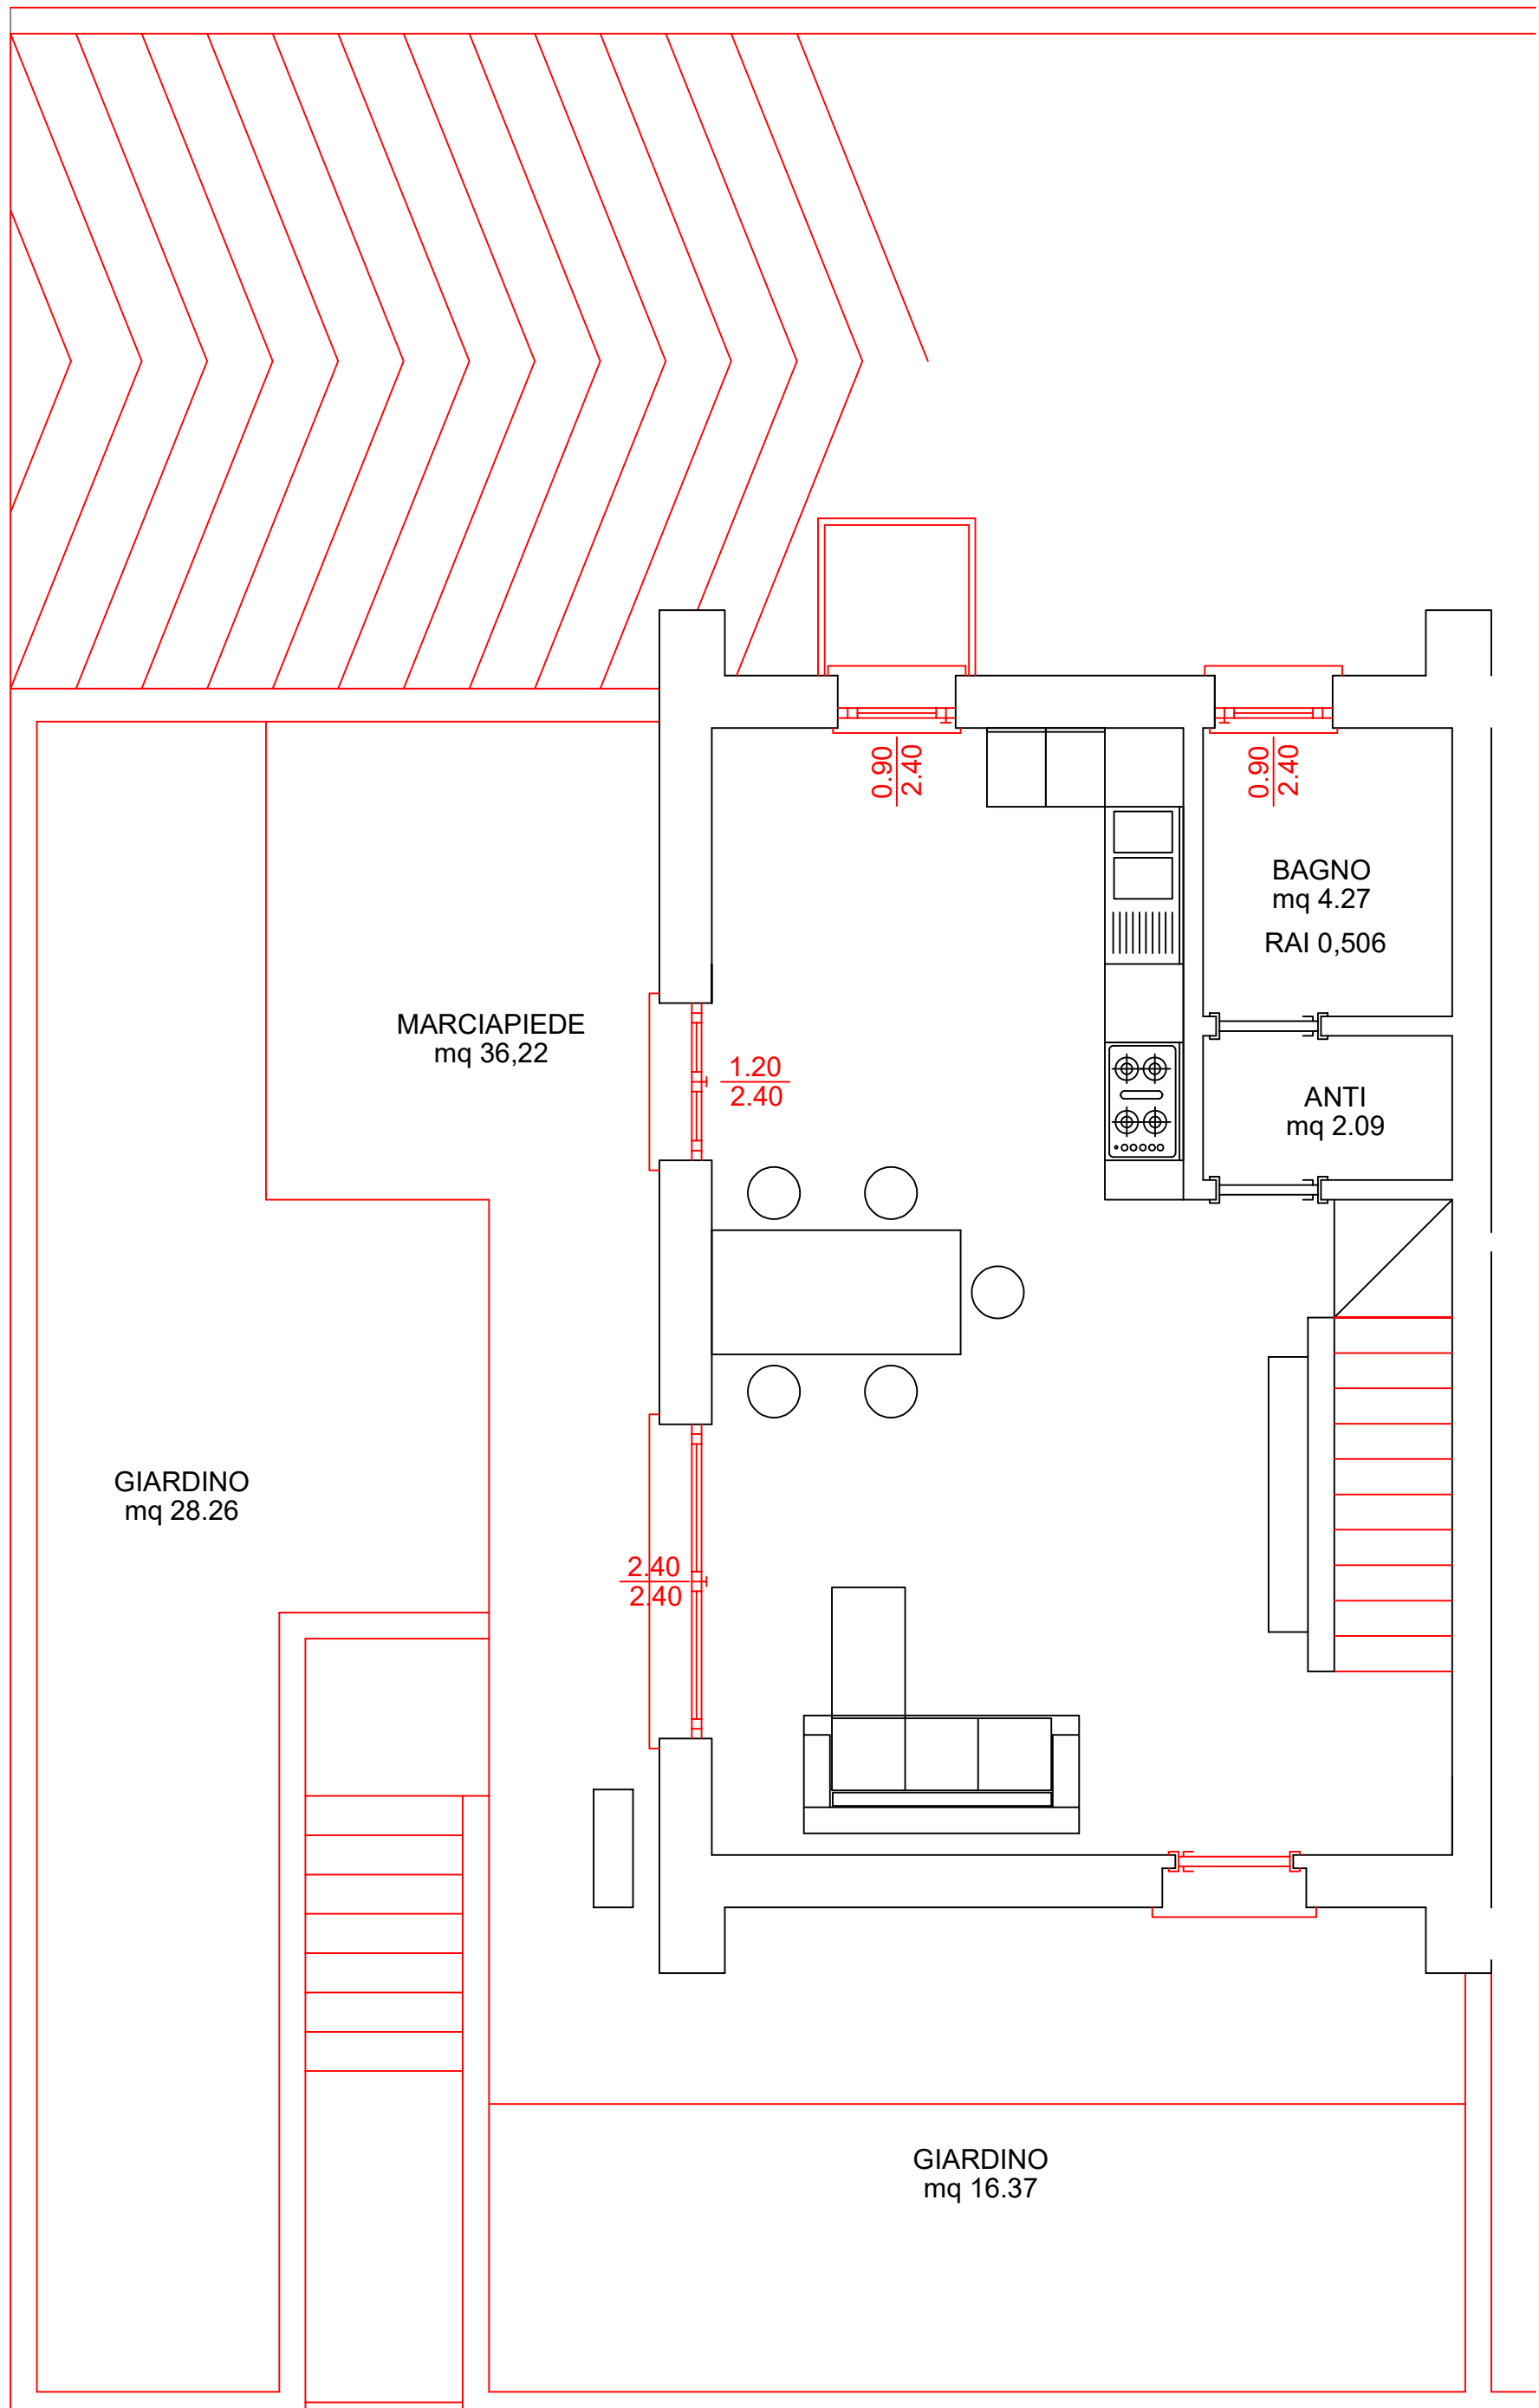 0.90
2.40
0.90
2.40
BAGNO
mq 4.27
RAI 0,506
MARCIAPIEDE
mq 36,22
1.20
2.40
ANTI
mq 2.09
GIARDINO
mq 28.26
2.40
2.40
GIARDINO
mq 16.37